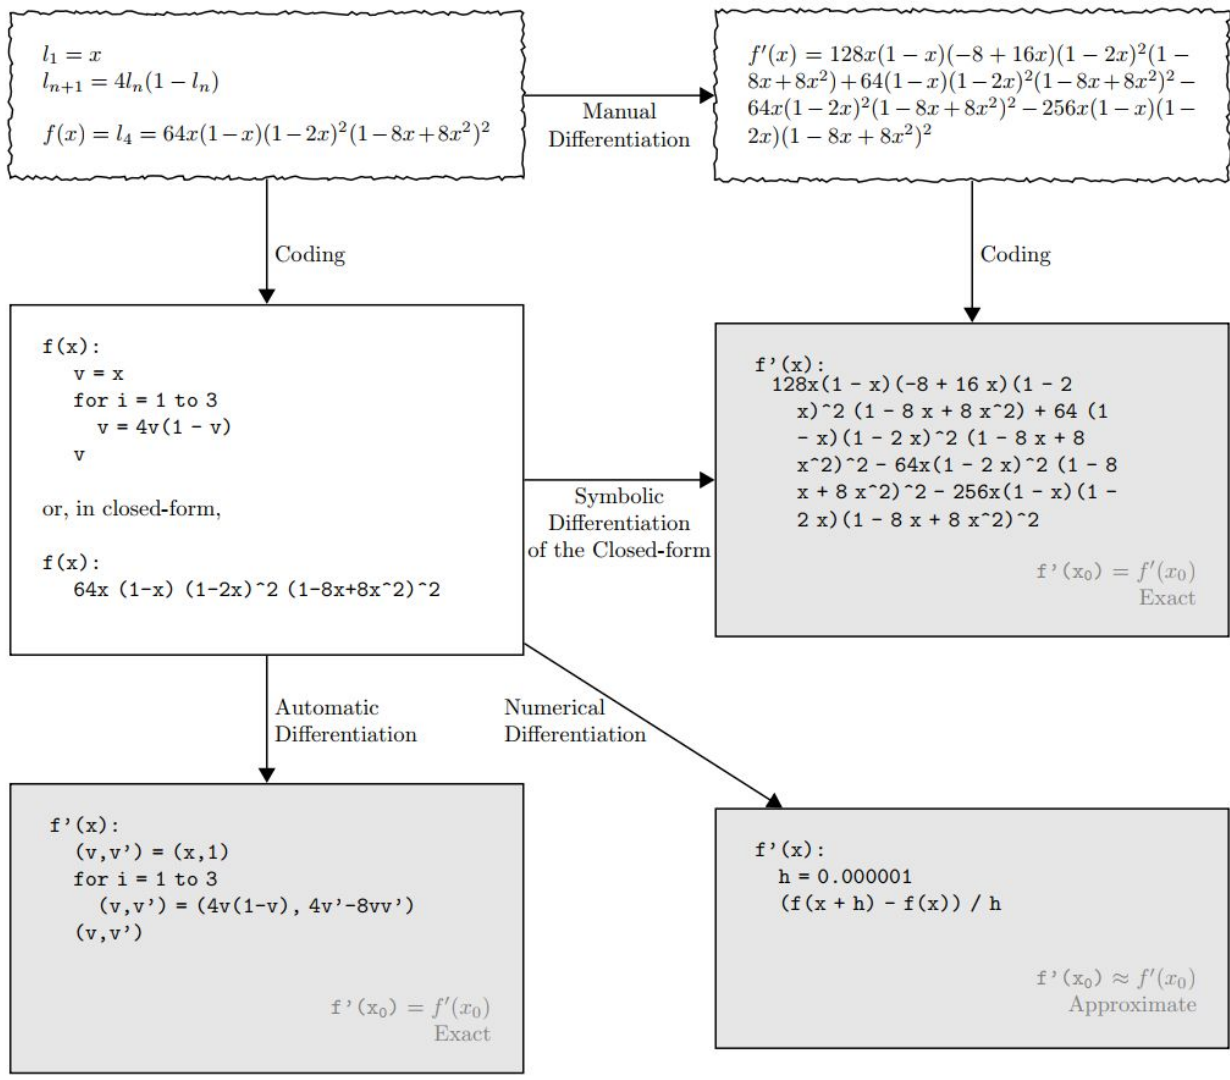 l₁ = x
lₙ₊₁ = 4lₙ(1 − lₙ)
f(x) = l₄ = 64x(1−x)(1−2x)²(1−8x+8x²)²
Manual
Differentiation
f′(x) = 128x(1 − x)(−8 + 16x)(1 − 2x)²(1 −
8x+8x²)+64(1−x)(1−2x)²(1−8x+8x²)²−
64x(1−2x)²(1−8x+8x²)²−256x(1−x)(1−
2x)(1 − 8x + 8x²)²
Coding
Coding
f(x):
v = x
for i = 1 to 3
v = 4v(1 - v)
v
or, in closed-form,
f(x):
64x (1-x) (1-2x)^2 (1-8x+8x^2)^2
Symbolic
Differentiation
of the Closed-form
f'(x):
128x(1 - x)(-8 + 16 x)(1 - 2
x)^2 (1 - 8 x + 8 x^2) + 64 (1
- x)(1 - 2 x)^2 (1 - 8 x + 8
x^2)^2 - 64x(1 - 2 x)^2 (1 - 8
x + 8 x^2)^2 - 256x(1 - x)(1 -
2 x)(1 - 8 x + 8 x^2)^2
f'(x₀) = f′(x₀)
Exact
Automatic
Differentiation
Numerical
Differentiation
f'(x):
(v,v') = (x,1)
for i = 1 to 3
(v,v') = (4v(1-v), 4v'-8vv')
(v,v')
f'(x₀) = f′(x₀)
Exact
f'(x):
h = 0.000001
(f(x + h) - f(x)) / h
f'(x₀) ≈ f′(x₀)
Approximate